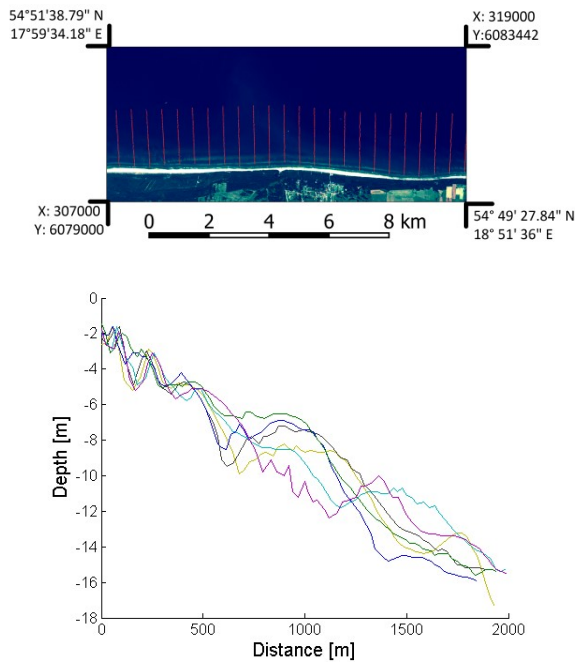 54°51'38.79" N
17°59'34.18" E
X: 319000
Y:6083442
X: 307000
Y: 6079000
0 2 4 6 8 km
54° 49' 27.84" N
18° 51' 36" E
0
-2
-4
-6
-8
-10
-12
-14
-16
-18
Depth [m]
0 500 1000 1500 2000
Distance [m]